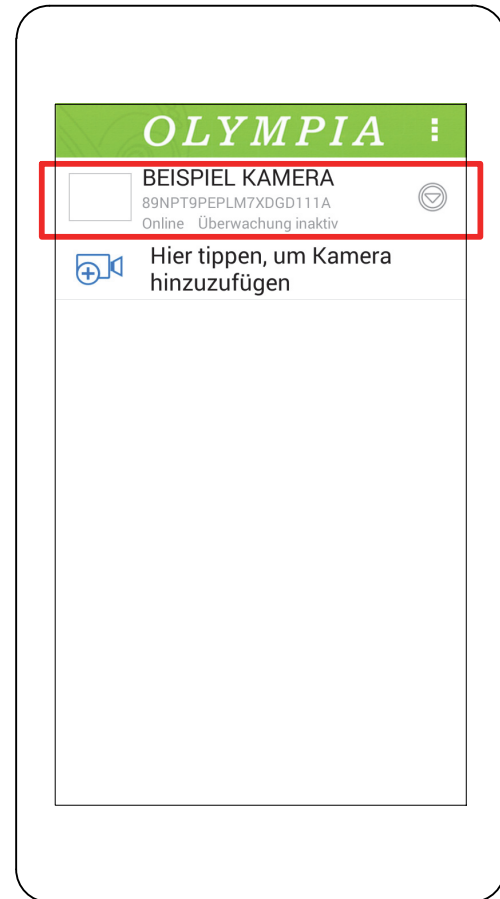 OLYMPIA
BEISPIEL KAMERA
89NPT9PEPLM7XDGD111A
Online Überwachung inaktiv
Hier tippen, um Kamera
hinzuzufügen